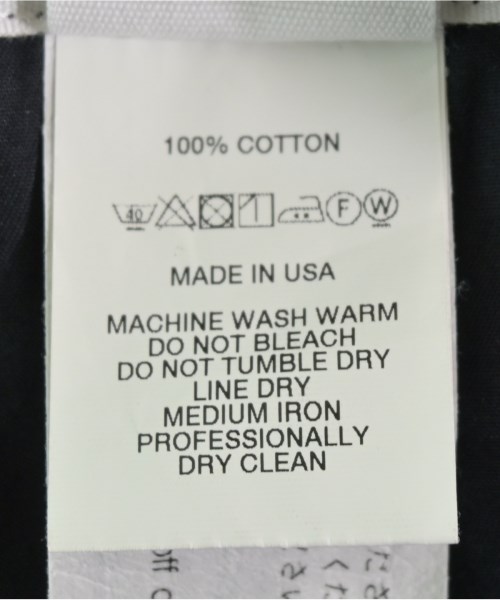 100% COTTON
40 F W
MADE IN USA
MACHINE WASH WARM
DO NOT BLEACH
DO NOT TUMBLE DRY
LINE DRY
MEDIUM IRON
PROFESSIONALLY
DRY CLEAN